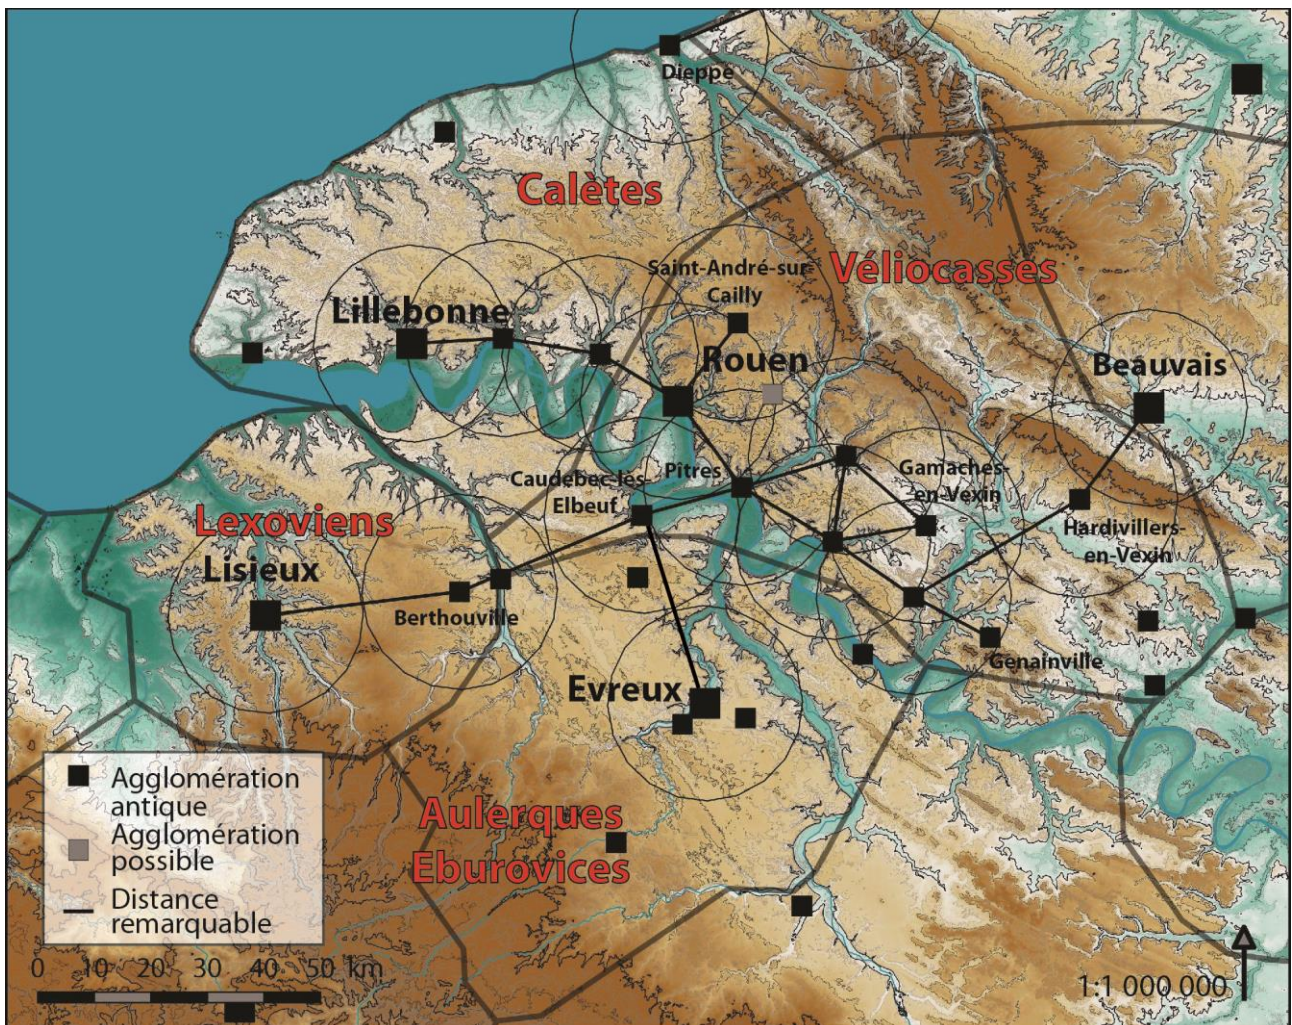 Dieppe
Calètes
Saint-André-sur-
Cailly
Véliocasses
Lillebonne
Rouen
Beauvais
Caudebec-lès-
Elbeuf
Pîtres
Gamaches-
en-Vexin
Hardivillers-
en-Vexin
Lexoviens
Lisieux
Berthouville
Genainville
Evreux
Aulerques
Eburovices
Agglomération
antique
Agglomération
possible
Distance
remarquable
0 10 20 30 40 50 km
1:1 000 000